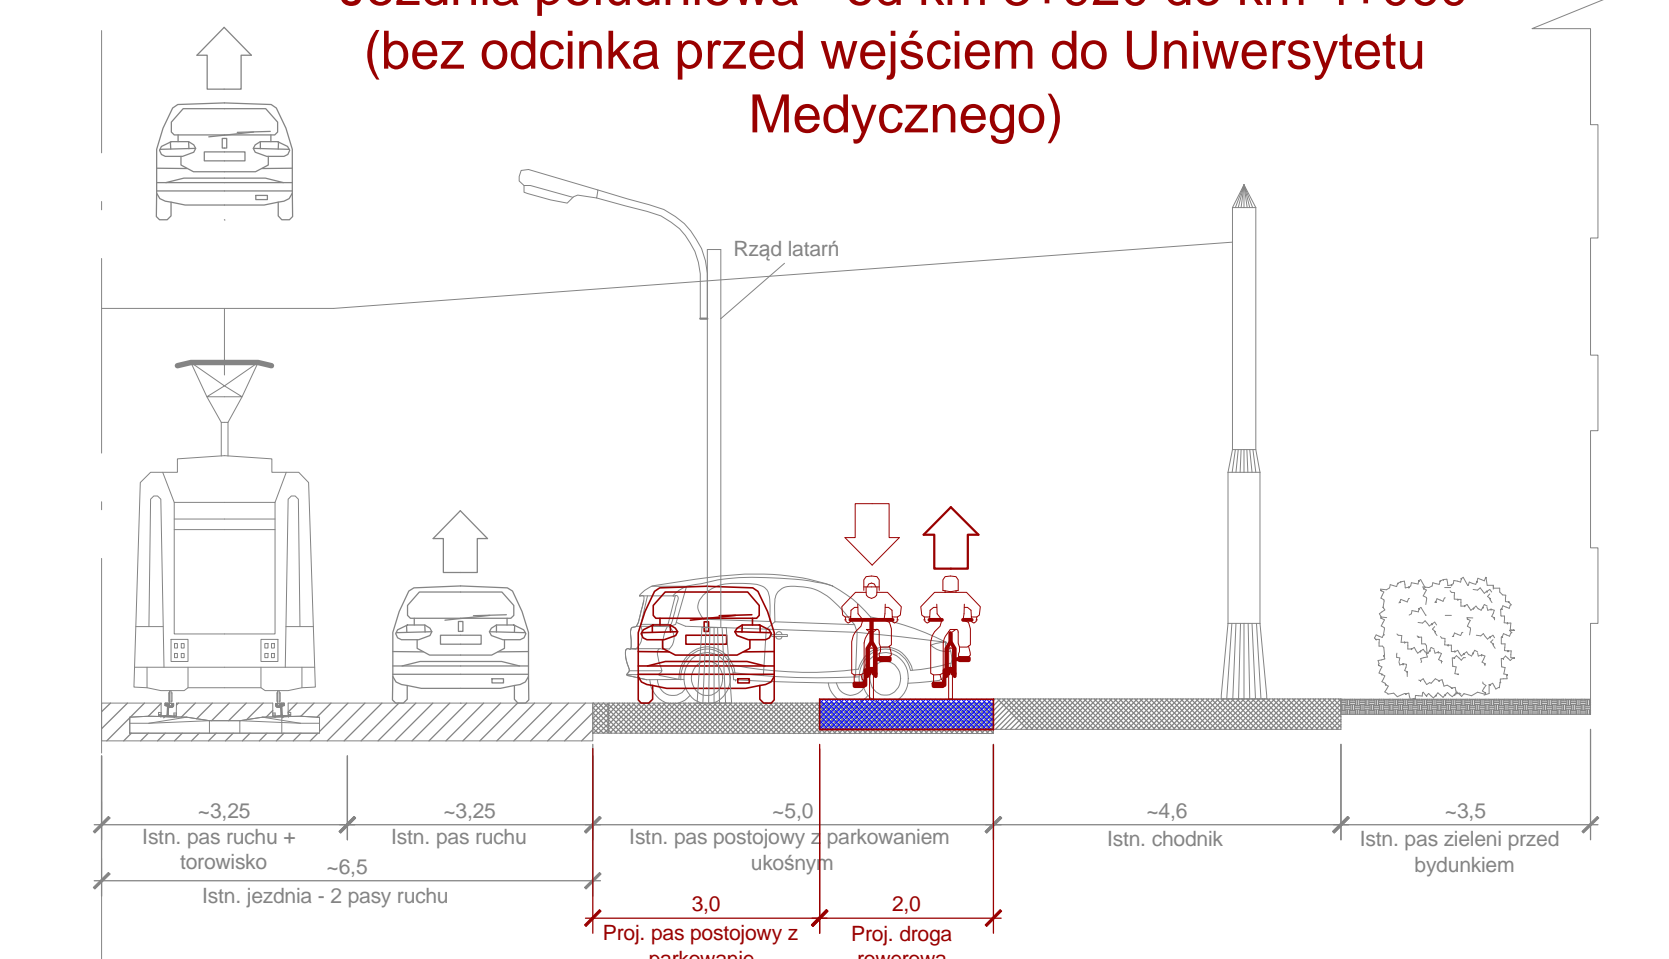 (bez odcinka przed wejściem do Uniwersytetu
Medycznego)
Rząd latarń
~3,25
Istn. pas ruchu +
torowisko
~3,25
Istn. pas ruchu
~5,0
Istn. pas postojowy z parkowaniem
ukośnym
~4,6
Istn. chodnik
~3,5
Istn. pas zieleni przed
bydunkiem
~6,5
Istn. jezdnia - 2 pasy ruchu
3,0
Proj. pas postojowy z
2,0
Proj. droga